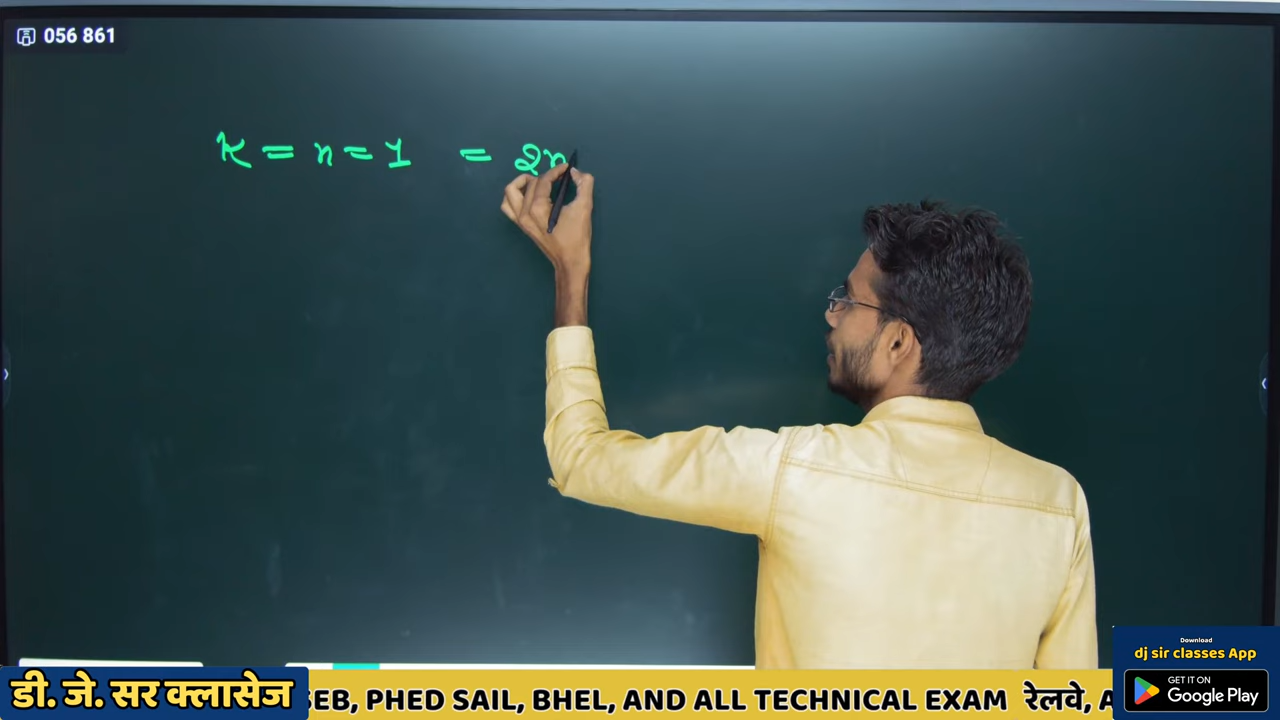 056 861
K = n = 1 = 2n
Download
dj sir classes App
डी. जे. सर क्लासेज
SEB, PHED SAIL, BHEL, AND ALL TECHNICAL EXAM रेलवे, A
GET IT ON
Google Play